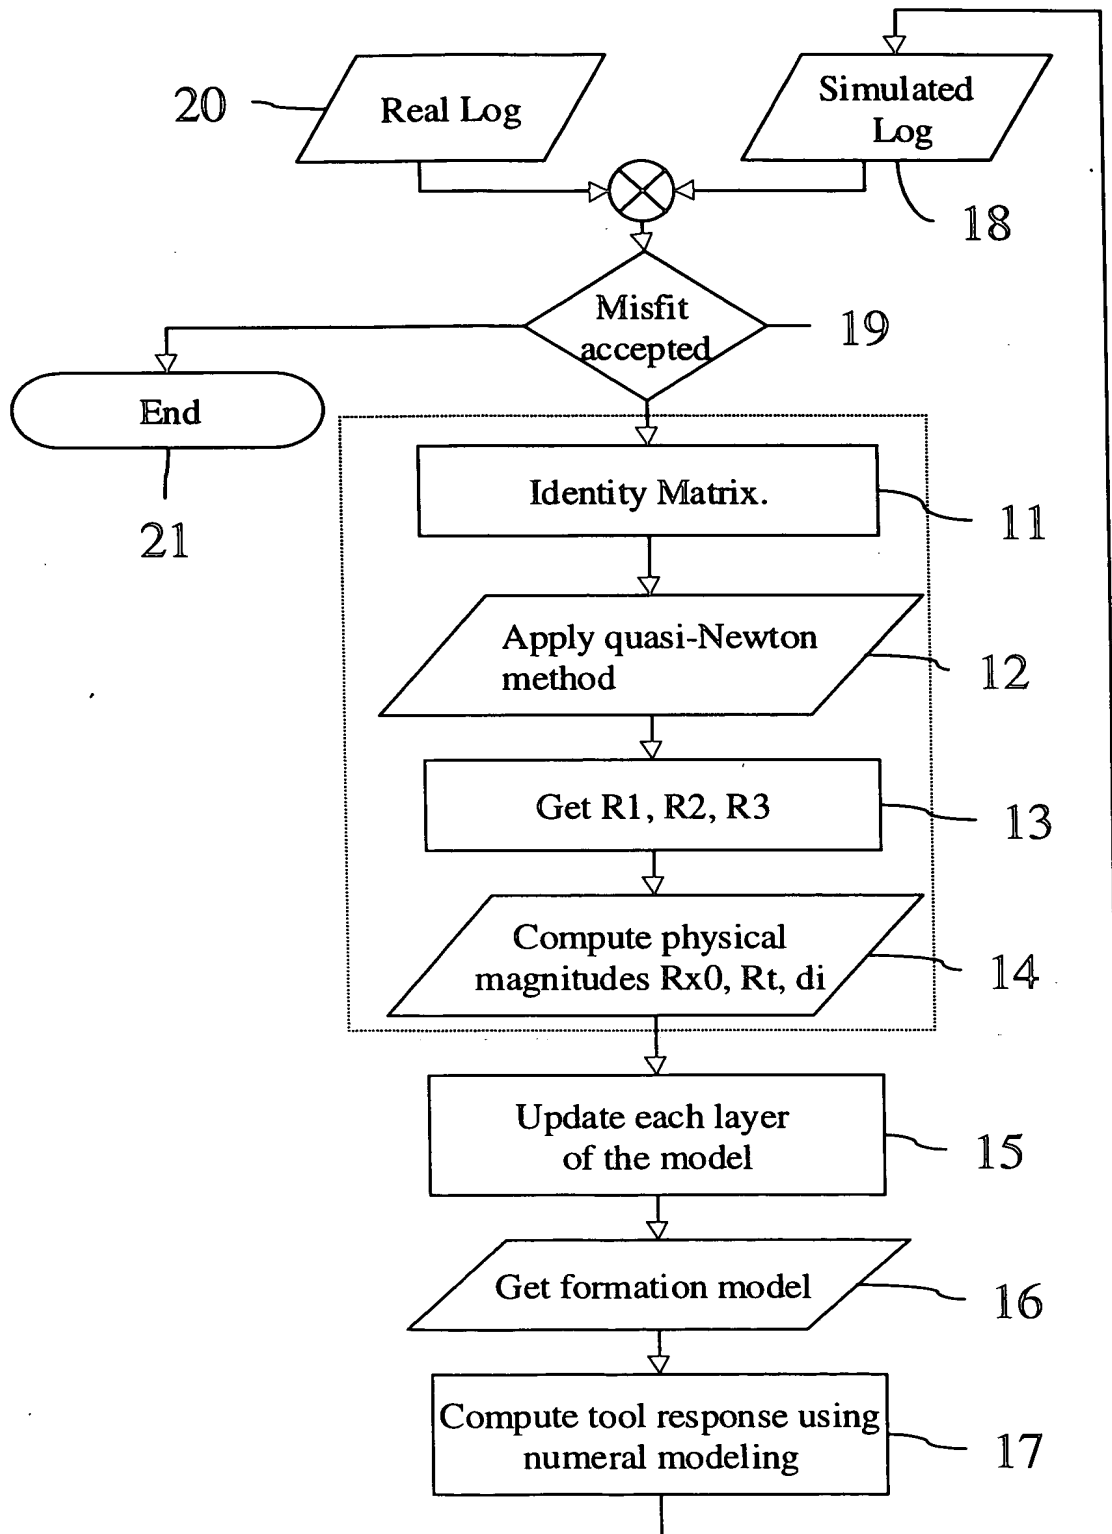 20
Real Log
Simulated
Log
18
Misfit
accepted
19
End
21
Identity Matrix.
11
Apply quasi-Newton
method
12
Get R1, R2, R3
13
Compute physical
magnitudes Rx0, Rt, di
14
Update each layer
of the model
15
Get formation model
16
Compute tool response using
numeral modeling
17